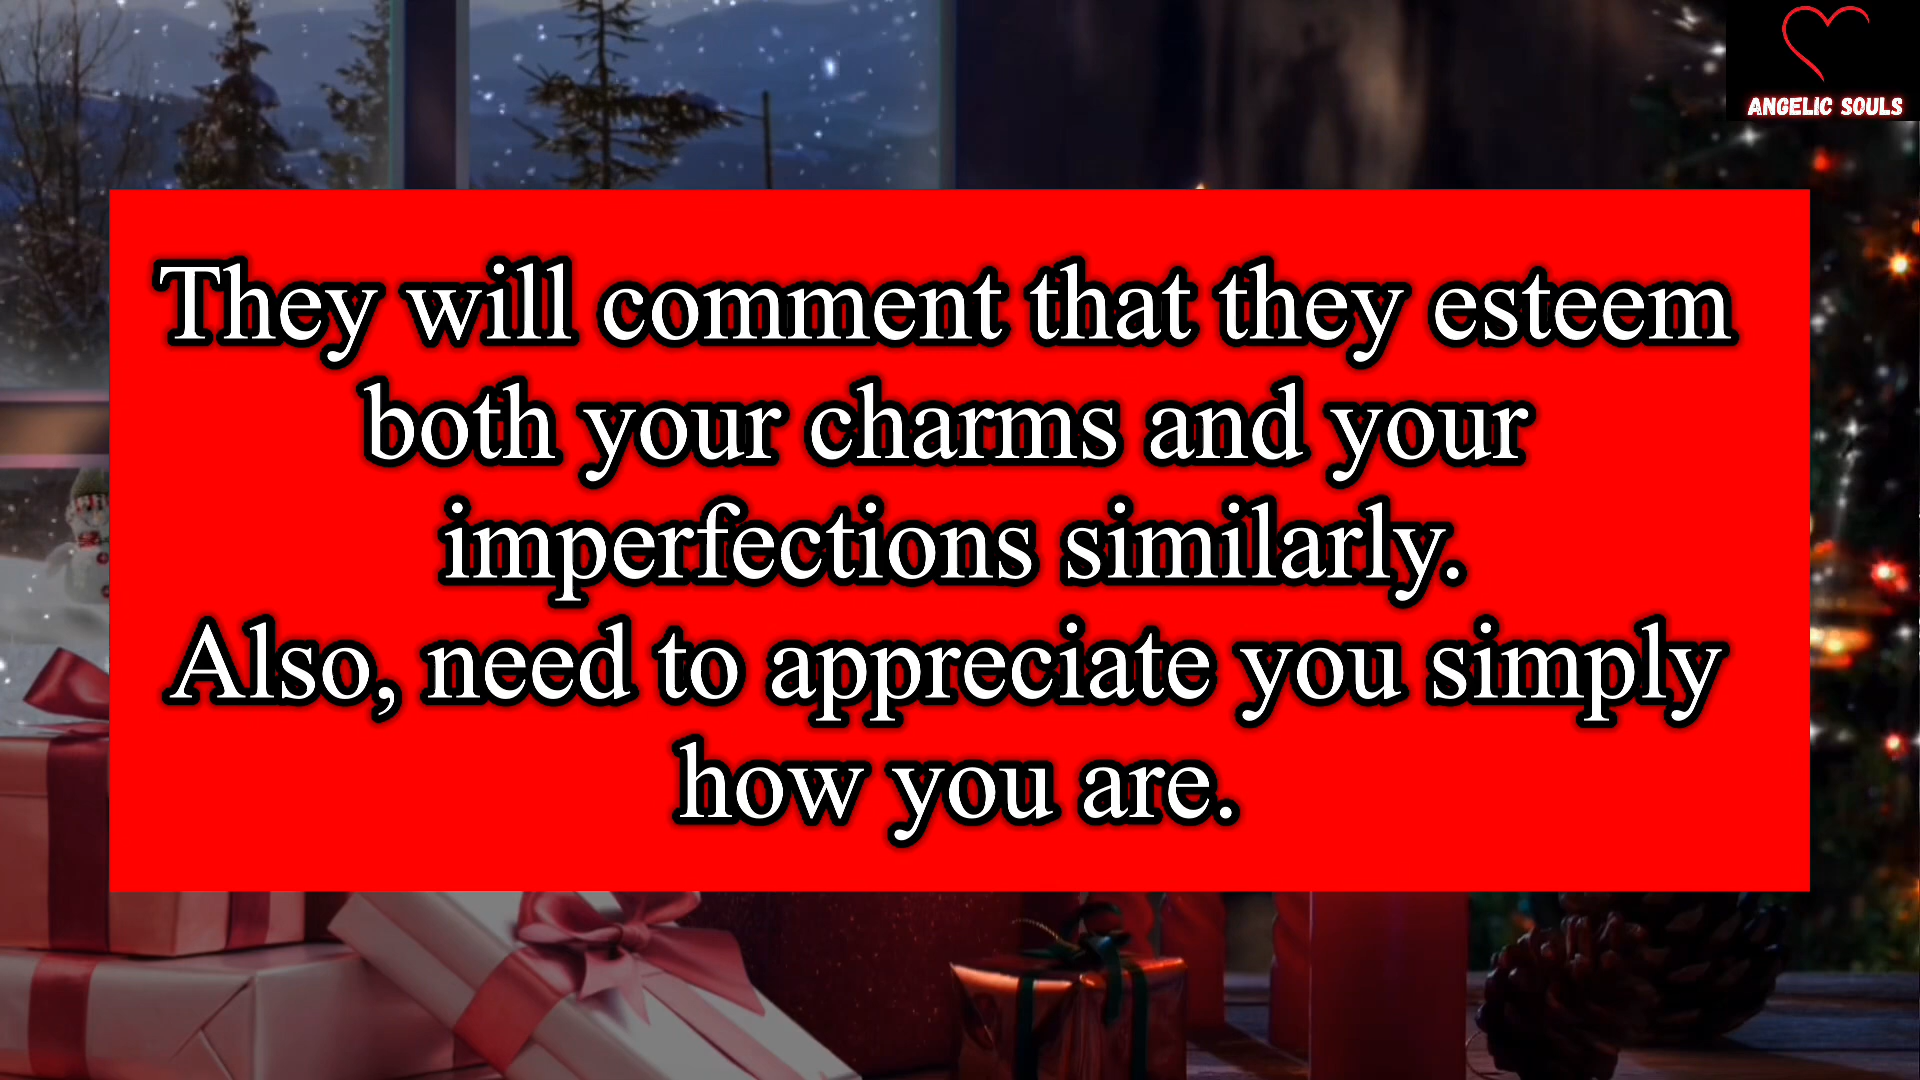 ANGELIC SOULS
They will comment that they esteem
both your charms and your
imperfections similarly.
Also, need to appreciate you simply
how you are.